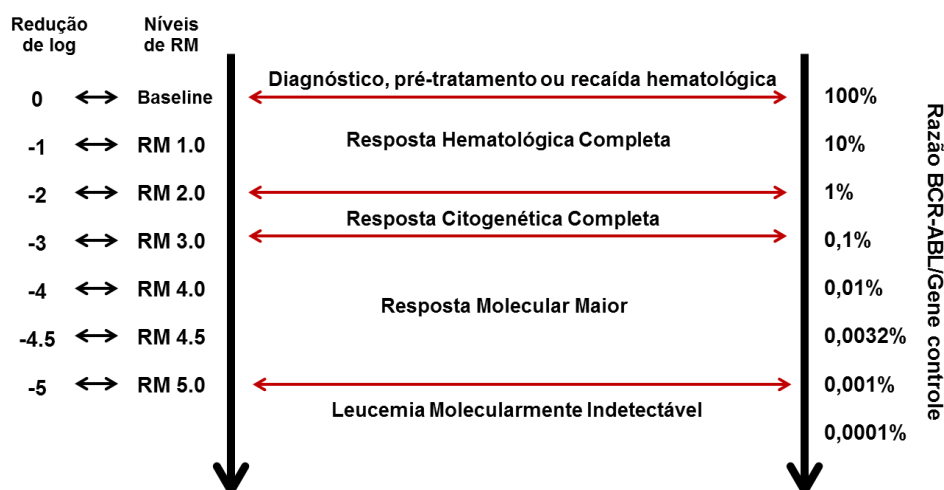 Redução
de log
Níveis
de RM
Diagnóstico, pré-tratamento ou recaída hematológica
0 Baseline 100%
Resposta Hematológica Completa
-1 RM 1.0 10%
-2 RM 2.0 1%
Resposta Citogenética Completa
-3 RM 3.0 0,1%
-4 RM 4.0 0,01%
Resposta Molecular Maior
-4.5 RM 4.5 0,0032%
-5 RM 5.0 0,001%
Leucemia Molecularmente Indetectável
0,0001%
Razão BCR-ABL/Gene controle